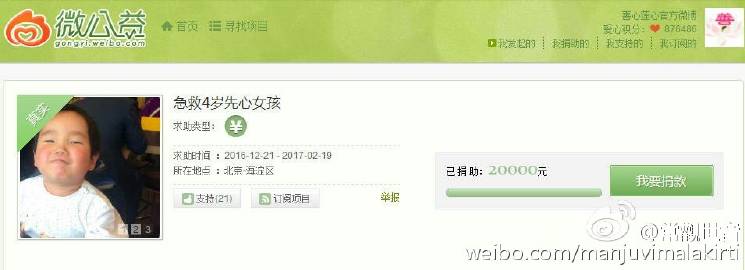 微公益
gongyi.weibo.com
首页
寻找项目
善心莲心官方微博
爱心积分：876486
我发起的
我捐助的
我支持的
我订阅的
真实
1 2 3
急救4岁先心女孩
求助类型：
¥
求助时间：2016-12-21 - 2017-02-19
所在地点：北京·海淀区
支持(21)
订阅项目
举报
已捐助：20000元
我要捐款
weibo.com/manjuvimalakirti